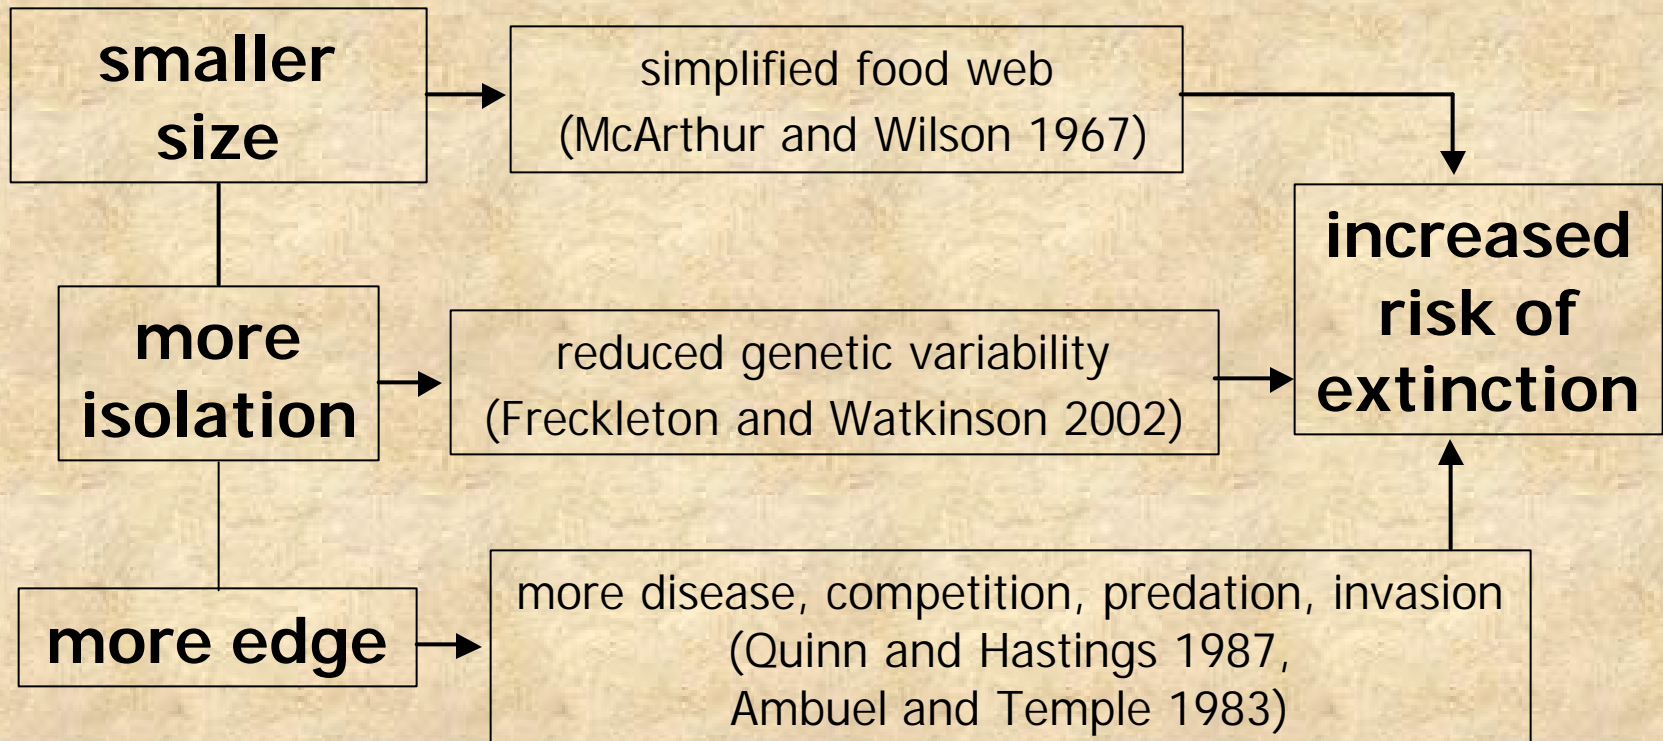 smaller
size
simplified food web
(McArthur and Wilson 1967)
more
isolation
reduced genetic variability
(Freckleton and Watkinson 2002)
increased
risk of
extinction
more edge
more disease, competition, predation, invasion
(Quinn and Hastings 1987,
Ambuel and Temple 1983)